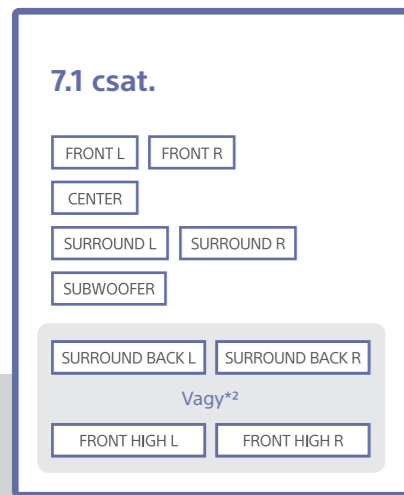 7.1 csat.
FRONT L FRONT R
CENTER
SURROUND L SURROUND R
SUBWOOFER
SURROUND BACK L SURROUND BACK R
Vagy*²
FRONT HIGH L FRONT HIGH R